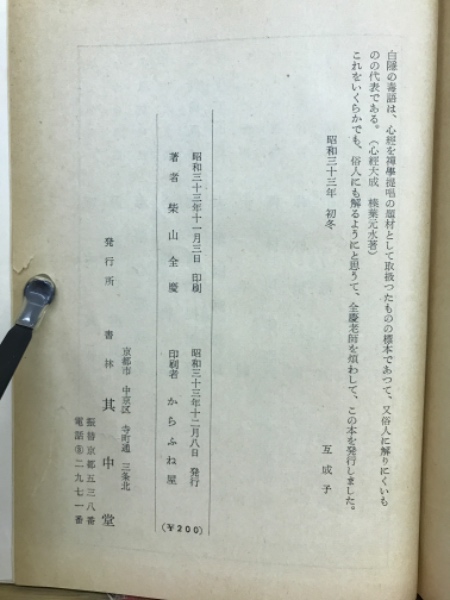 白隱の毒語は、心經を禪學提唱の題材として取扱つたものの標本であつて、又俗人に解りにくいも
のの代表である。（心經大成 榛葉元水著）
これをいくらかでも、俗人にも解るようにと思うて、全慶老師を煩わして、この本を発行しました。
昭和三十三年 初冬
互成子
昭和三十三年十一月三日 印刷
昭和三十三年十二月八日 発行
著者 柴山全慶
印刷者 からふね屋
（￥200）
発行所 書林 其中堂
京都市 中京区 寺町通 三条北
振替京都五三八番
電話⑧二九七一番